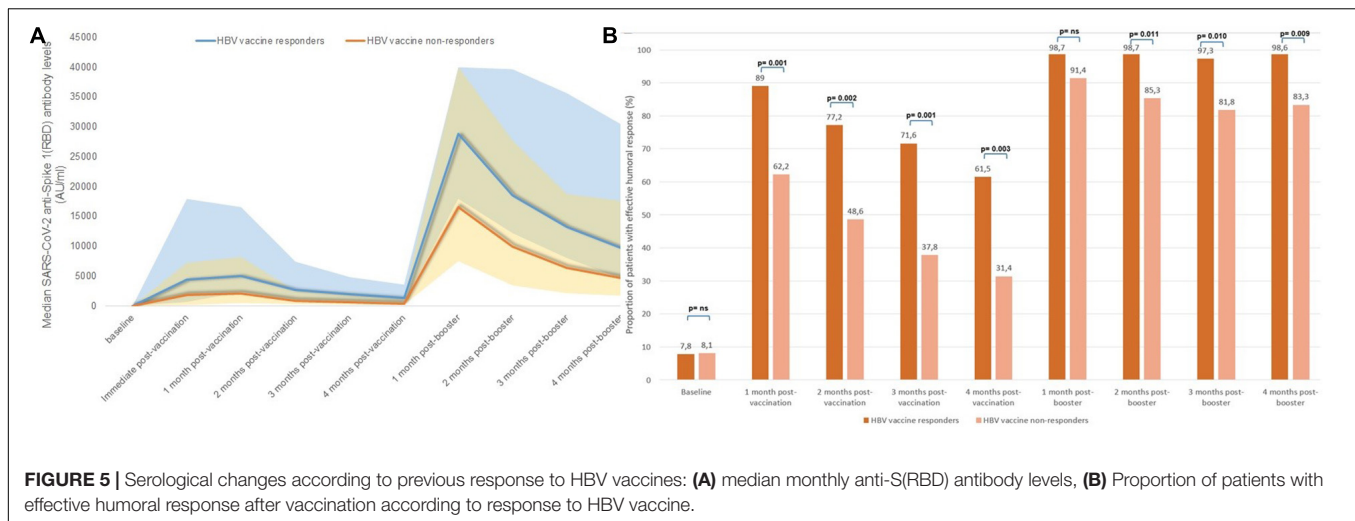 A
HBV vaccine responders
HBV vaccine non-responders
Median SARS-CoV-2 anti-Spike 1(RBD) antibody levels
(AU/ml)
45000
40000
35000
30000
25000
20000
15000
10000
5000
0
baseline
Immediate post-vaccination)
1 month post-vaccination
2 months post-vaccination
3 months post-vaccination
4 months post-vaccination
1 month post-booster
2 months post-booster
3 months post-booster
4 months post-booster
B
Proportion of patients with effective humoral response (%)
100
90
80
70
60
50
40
30
20
10
0
p= ns
7,8
8,1
p= 0.001
89
62,2
p= 0.002
77,2
48,6
p= 0.001
71,6
37,8
p= 0.003
61,5
31,4
p= ns
98,7
91,4
p= 0.011
98,7
85,3
p= 0.010
97,3
81,8
p= 0.009
98,6
83,3
Baseline
1 month post-
vaccination
2 months post-
vaccination
3 months post-
vaccination
4 months post-
vaccination
1 month post-
booster
2 months post-
booster
3 months post-
booster
4 months post-
booster
HBV vaccine responders
HBV vaccine non-responders
FIGURE 5 | Serological changes according to previous response to HBV vaccines: (A) median monthly anti-S(RBD) antibody levels, (B) Proportion of patients with
effective humoral response after vaccination according to response to HBV vaccine.